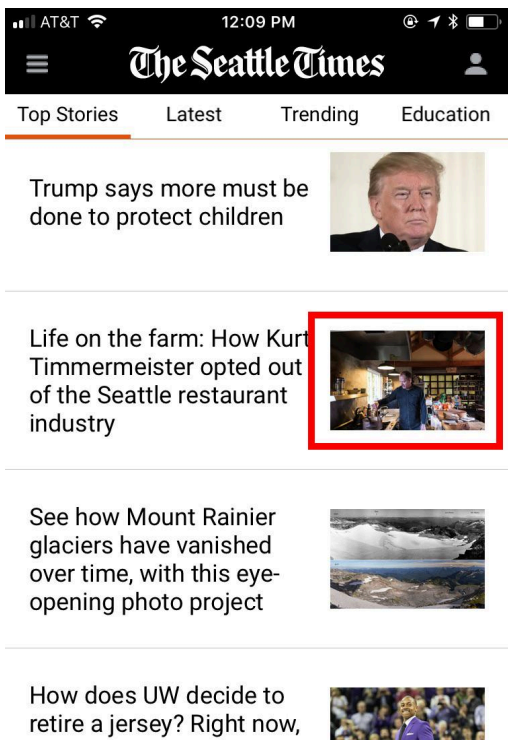 AT&T 12:09 PM
The Seattle Times
Top Stories Latest Trending Education
Trump says more must be
done to protect children
Life on the farm: How Kurt
Timmermeister opted out
of the Seattle restaurant
industry
See how Mount Rainier
glaciers have vanished
over time, with this eye-
opening photo project
How does UW decide to
retire a jersey? Right now,